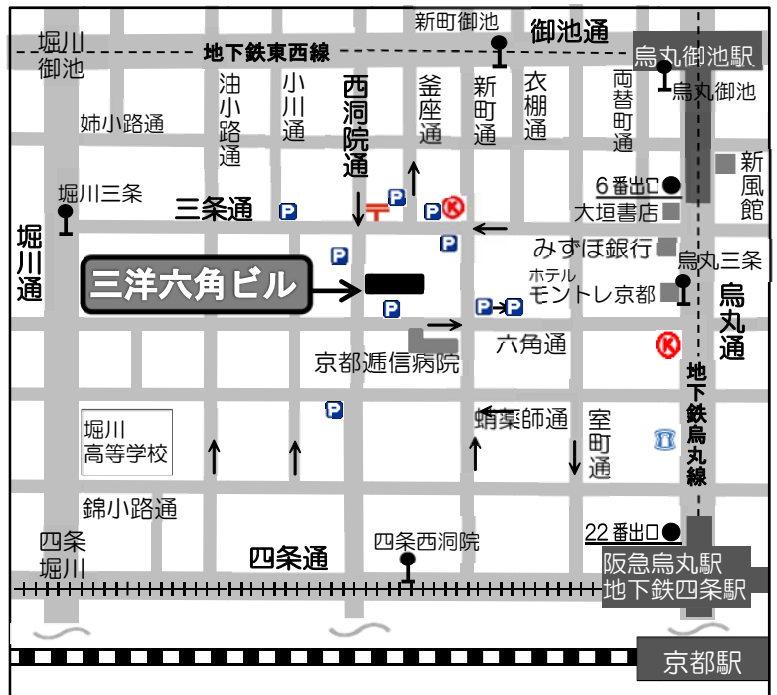 新町御池
御池通
堀川
御池
地下鉄東西線
烏丸御池駅
烏丸御池
油小路通
小川通
西洞院通
釜座通
新町通
衣棚通
両替町通
姉小路通
新風館
6番出口
堀川三条
三条通
大垣書店
堀川通
みずほ銀行
烏丸三条
三洋六角ビル
ホテル
モントレ京都
烏丸通
六角通
京都逓信病院
地下鉄烏丸線
蛸薬師通
室町通
堀川
高等学校
錦小路通
22番出口
四条
堀川
四条通
四条西洞院
阪急烏丸駅
地下鉄四条駅
京都駅
P
P
P
P
P
P
P
P
P
K
K